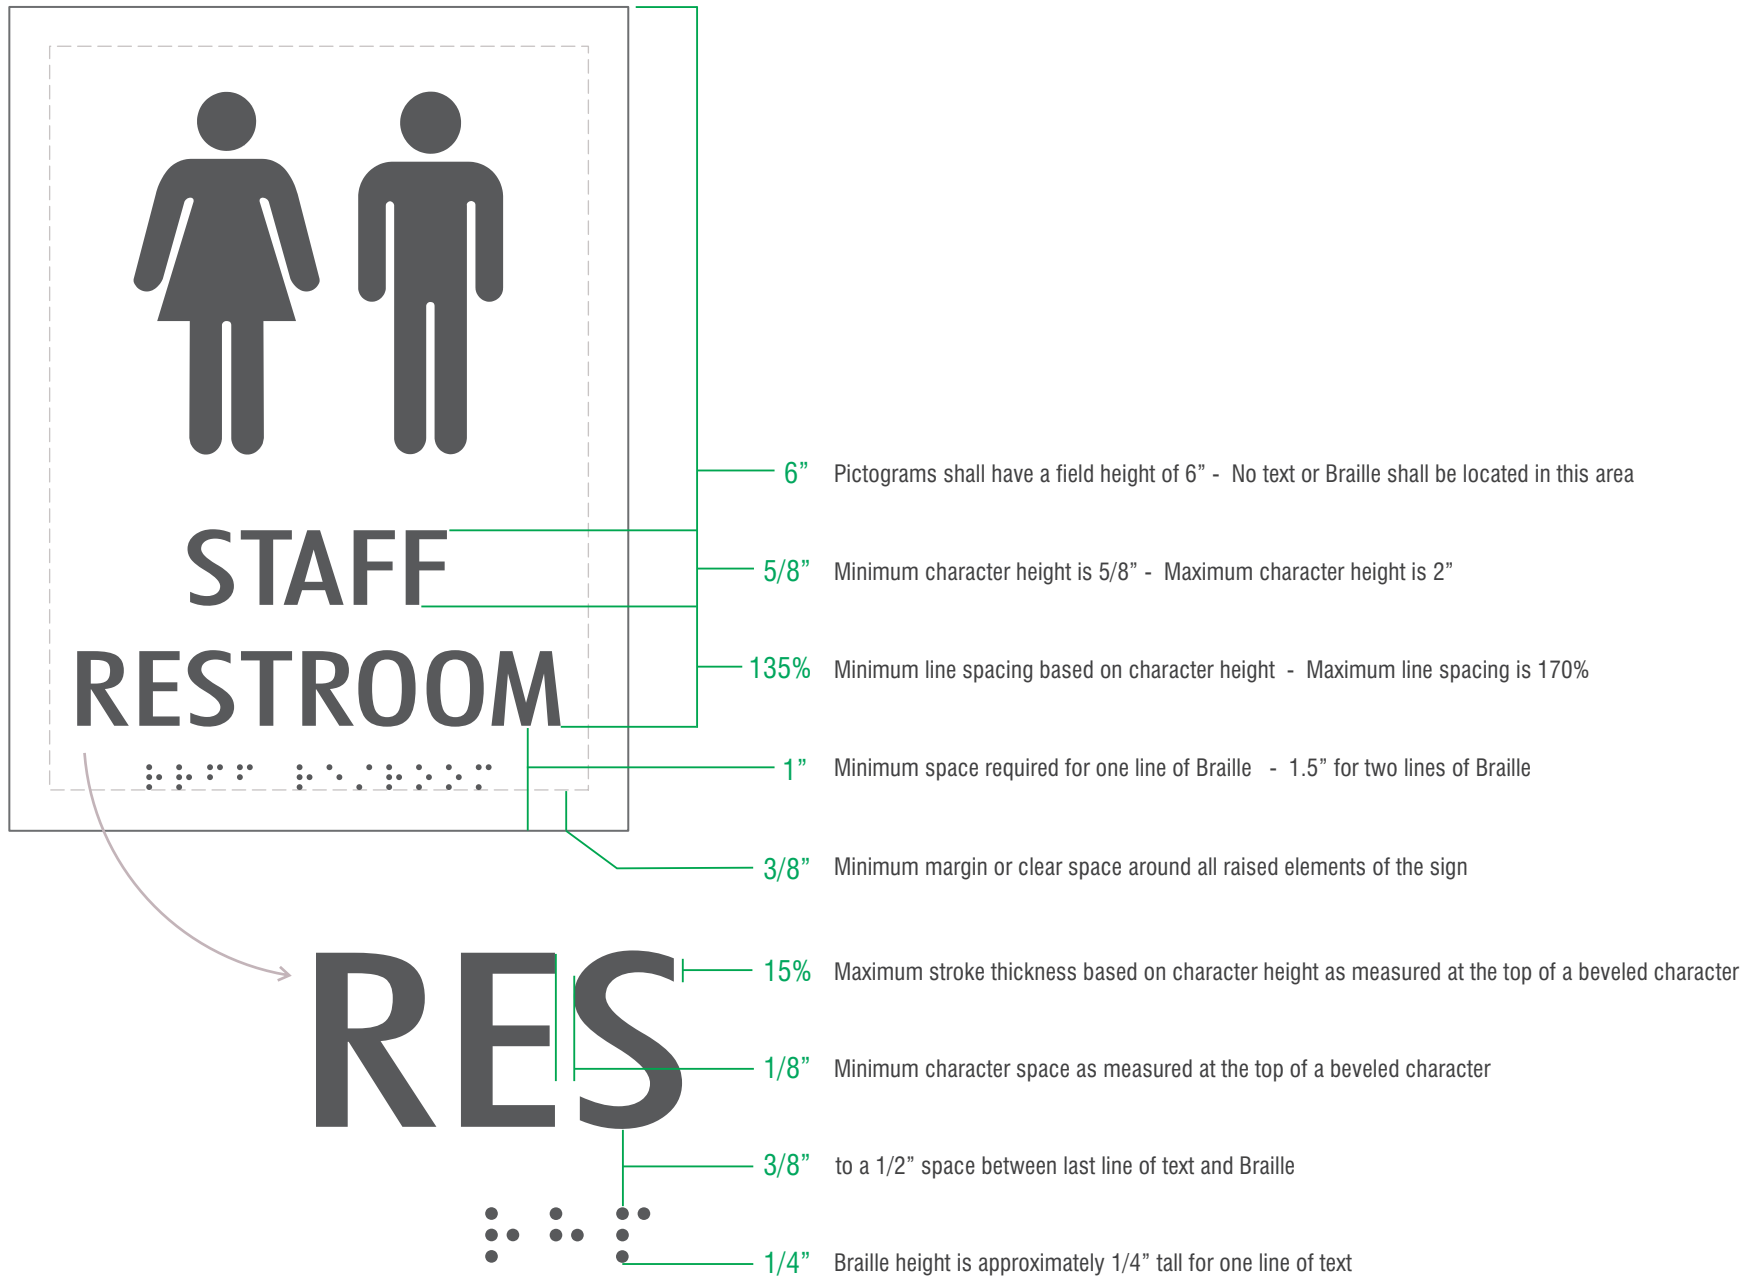 STAFF
RESTROOM
6” Pictograms shall have a field height of 6” - No text or Braille shall be located in this area
5/8” Minimum character height is 5/8” - Maximum character height is 2”
135% Minimum line spacing based on character height - Maximum line spacing is 170%
1” Minimum space required for one line of Braille - 1.5” for two lines of Braille
3/8” Minimum margin or clear space around all raised elements of the sign
RES
15% Maximum stroke thickness based on character height as measured at the top of a beveled character
1/8” Minimum character space as measured at the top of a beveled character
3/8” to a 1/2” space between last line of text and Braille
1/4” Braille height is approximately 1/4” tall for one line of text